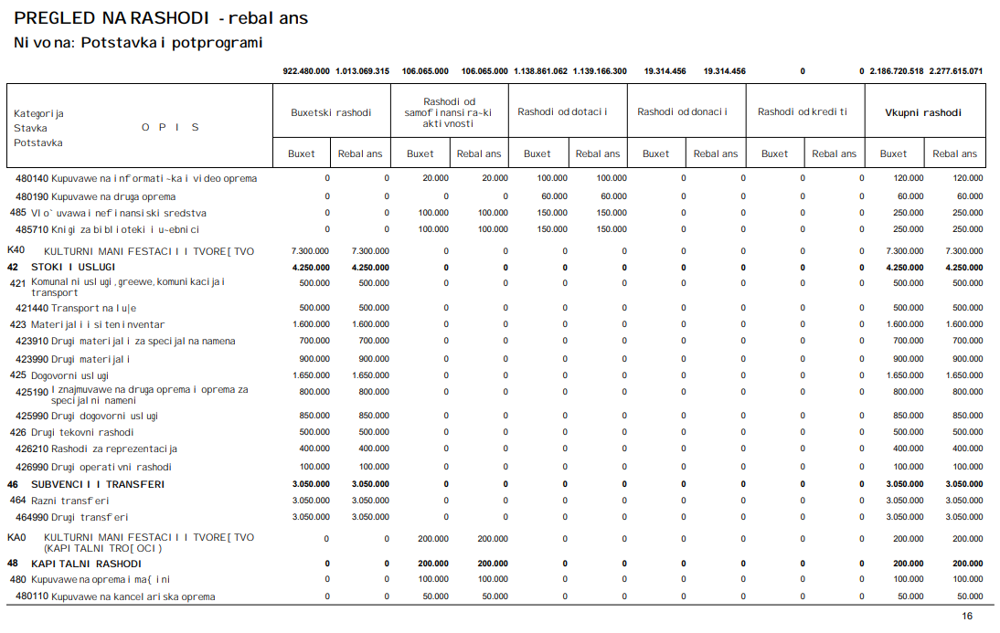 PREGLED NA RASHODI - rebalans
Nivo na: Potstavka i potprogrami
922.480.000 1.013.069.315 106.065.000 106.065.000 1.138.861.062 1.139.166.300 19.314.456 19.314.456 0 0 2.186.720.518 2.277.615.071
Kategorija
Stavka
Potstavka
O P I S
Buxetski rashodi
Rashodi od
samofinansira~ki
aktivnosti
Rashodi od dotacii
Rashodi od donacii
Rashodi od krediti
Vkupni rashodi
Buxet Rebalans Buxet Rebalans Buxet Rebalans Buxet Rebalans Buxet Rebalans Buxet Rebalans
480140 Kupuvawe na informati~ka i video oprema 0 0 20.000 20.000 100.000 100.000 0 0 0 0 120.000 120.000
480190 Kupuvawe na druga oprema 0 0 0 0 60.000 60.000 0 0 0 0 60.000 60.000
485 Vlo`uvawa i nefinansiski sredstva 0 0 100.000 100.000 150.000 150.000 0 0 0 0 250.000 250.000
485710 Knigi za biblioteki i u~ebnici 0 0 100.000 100.000 150.000 150.000 0 0 0 0 250.000 250.000
K40 KULTURNI MANIFESTACII I TVORE[TVO 7.300.000 7.300.000 0 0 0 0 0 0 0 0 7.300.000 7.300.000
42 STOKI I USLUGI 4.250.000 4.250.000 0 0 0 0 0 0 0 0 4.250.000 4.250.000
421 Komunalni uslugi, greewe, komunikacija i
transport 500.000 500.000 0 0 0 0 0 0 0 0 500.000 500.000
421440 Transport na lu|e 500.000 500.000 0 0 0 0 0 0 0 0 500.000 500.000
423 Materijali i siten inventar 1.600.000 1.600.000 0 0 0 0 0 0 0 0 1.600.000 1.600.000
423910 Drugi materijali za specijalna namena 700.000 700.000 0 0 0 0 0 0 0 0 700.000 700.000
423990 Drugi materijali 900.000 900.000 0 0 0 0 0 0 0 0 900.000 900.000
425 Dogovorni uslugi 1.650.000 1.650.000 0 0 0 0 0 0 0 0 1.650.000 1.650.000
425190 Iznajmuvawe na druga oprema i oprema za
specijalni nameni 800.000 800.000 0 0 0 0 0 0 0 0 800.000 800.000
425990 Drugi dogovorni uslugi 850.000 850.000 0 0 0 0 0 0 0 0 850.000 850.000
426 Drugi tekovni rashodi 500.000 500.000 0 0 0 0 0 0 0 0 500.000 500.000
426210 Rashodi za reprezentacija 400.000 400.000 0 0 0 0 0 0 0 0 400.000 400.000
426990 Drugi operativni rashodi 100.000 100.000 0 0 0 0 0 0 0 0 100.000 100.000
46 SUBVENCII I TRANSFERI 3.050.000 3.050.000 0 0 0 0 0 0 0 0 3.050.000 3.050.000
464 Razni transferi 3.050.000 3.050.000 0 0 0 0 0 0 0 0 3.050.000 3.050.000
464990 Drugi transferi 3.050.000 3.050.000 0 0 0 0 0 0 0 0 3.050.000 3.050.000
KA0 KULTURNI MANIFESTACII I TVORE[TVO
(KAPITALNI TRO[OCI) 0 0 200.000 200.000 0 0 0 0 0 0 200.000 200.000
48 KAPITALNI RASHODI 0 0 200.000 200.000 0 0 0 0 0 0 200.000 200.000
480 Kupuvawe na oprema i ma{ini 0 0 100.000 100.000 0 0 0 0 0 0 100.000 100.000
480110 Kupuvawe na kancelariska oprema 0 0 50.000 50.000 0 0 0 0 0 0 50.000 50.000
16